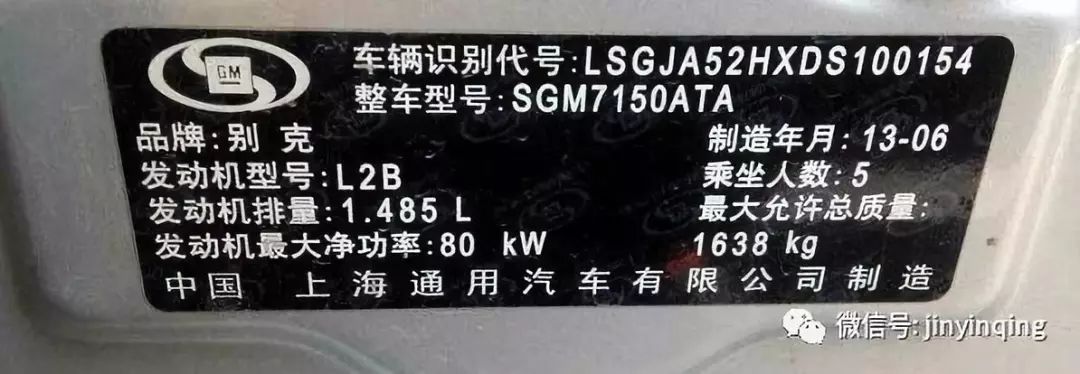 GM
车辆识别代号:LSGJA52HXDS100154
整车型号:SGM7150ATA
品牌:别克 制造年月:13-06
发动机型号:L2B 乘坐人数:5
发动机排量:1.485 L 最大允许总质量:
发动机最大净功率:80 kW 1638 kg
中国 上海通用汽车有限公司制造
微信号:jinyinqing